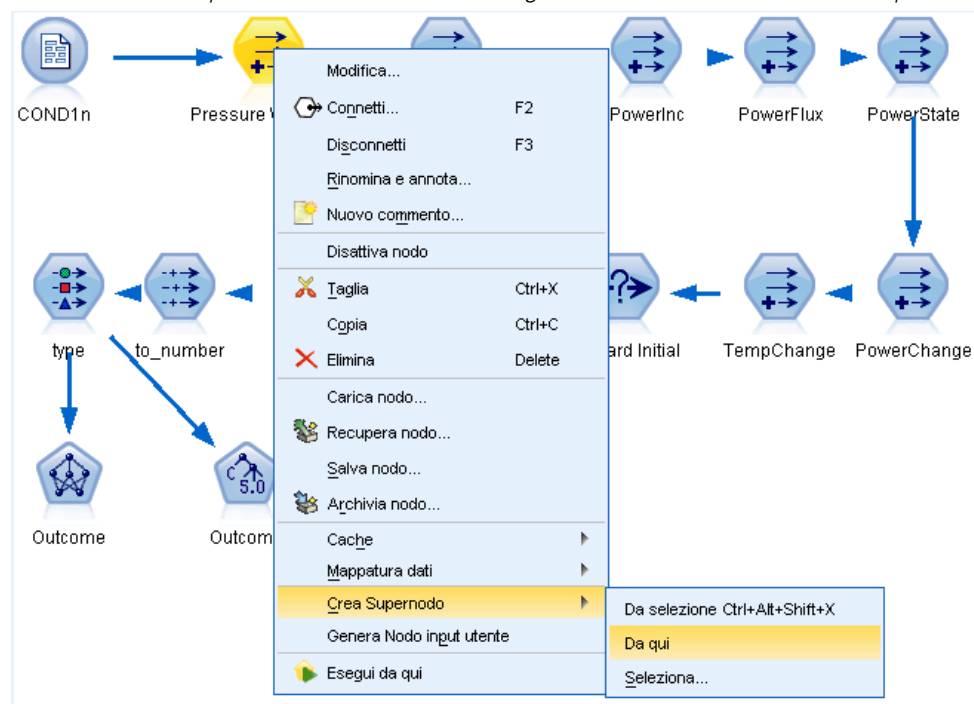 COND1n
Pressure
PowerInc
PowerFlux
PowerState
Modifica...
Connetti... F2
Disconnetti F3
Rinomina e annota...
Nuovo commento...
Disattiva nodo
Taglia Ctrl+X
Copia Ctrl+C
Elimina Delete
Carica nodo...
Recupera nodo...
Salva nodo...
Archivia nodo...
Cache
Mappatura dati
Crea Supernodo
Genera Nodo input utente
Esegui da qui
Da selezione Ctrl+Alt+Shift+X
Da qui
Seleziona...
type
to_number
ard Initial
TempChange
PowerChange
Outcome
C 5.0
Outcom